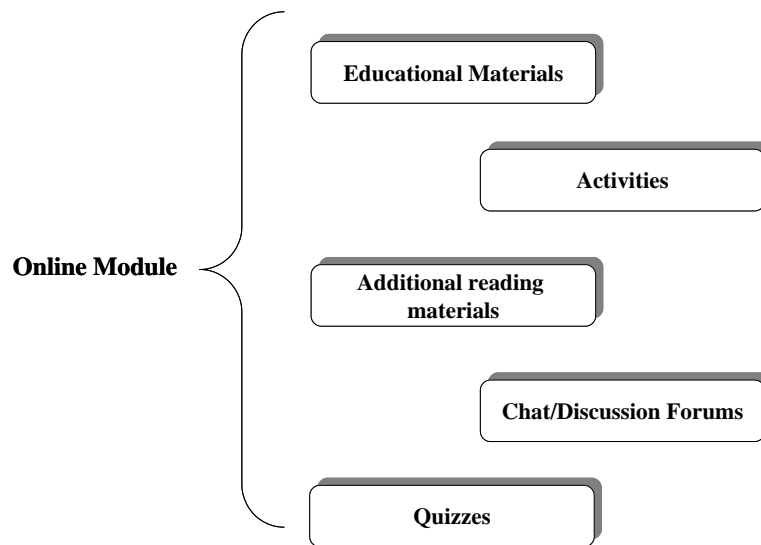 Educational Materials
Activities
Online Module
Additional reading
materials
Chat/Discussion Forums
Quizzes